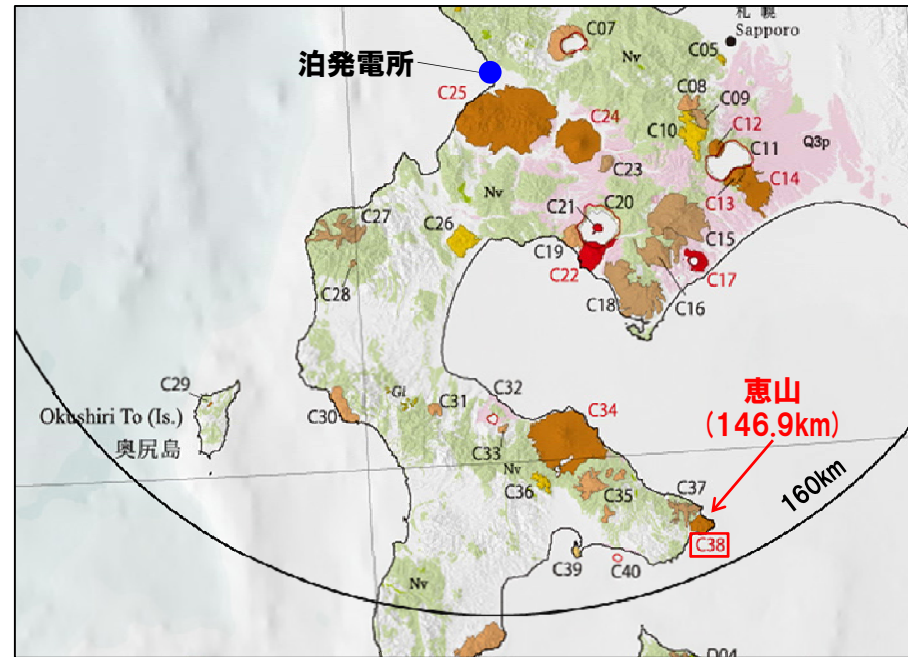 札 幌
Sapporo
C07
Nv
C05
泊発電所
C25
C24
C08
C09
C10
C12
C11
Q3p
C14
C13
C23
Nv
C27
C26
C21
C20
C19
C22
C15
C17
C16
C18
C28
C29
Okushiri To (Is.)
奥尻島
C30
Gi
C31
C32
C33
C34
Nv
C36
C35
C37
恵山
(146.9km)
160km
C38
C39
C40
Nv
D04